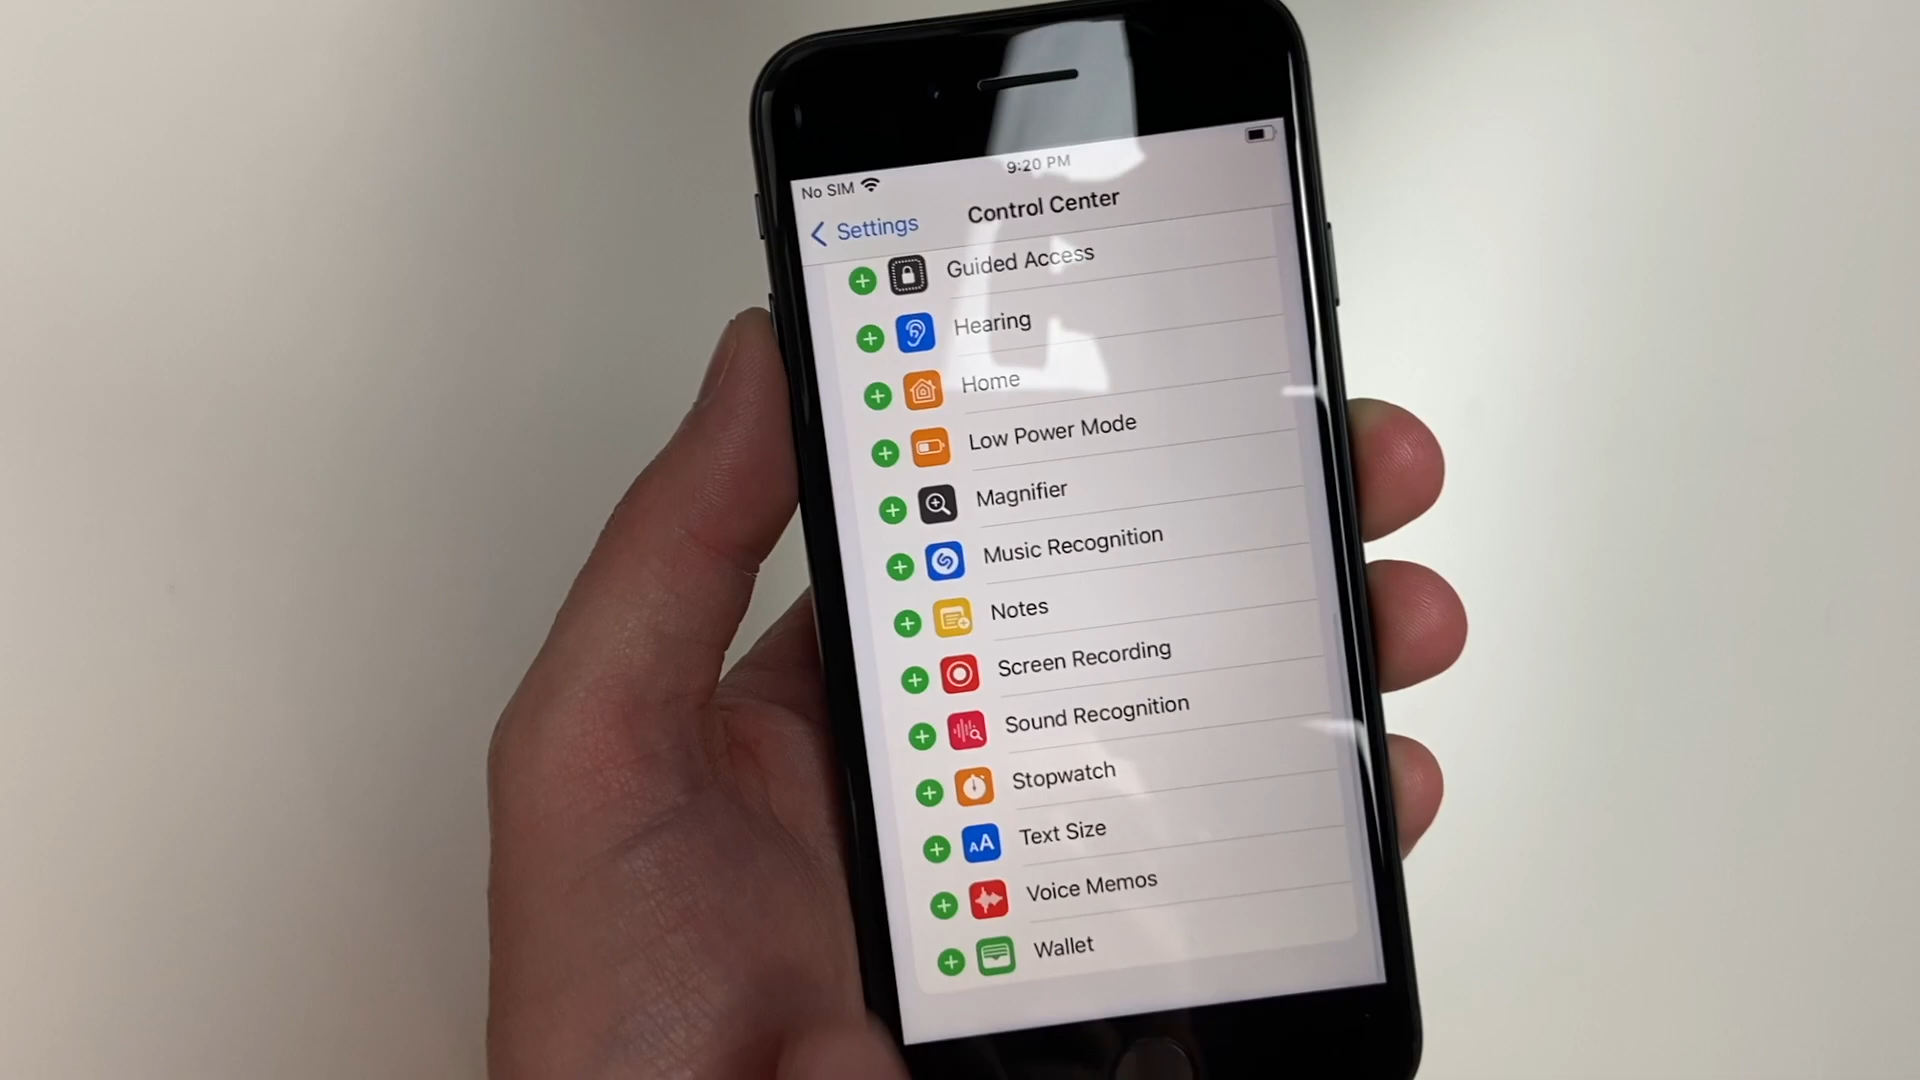 9:20 PM
No SIM
Settings
Control Center
Guided Access
Hearing
Home
Low Power Mode
Magnifier
Music Recognition
Notes
Screen Recording
Sound Recognition
Stopwatch
AA Text Size
Voice Memos
Wallet